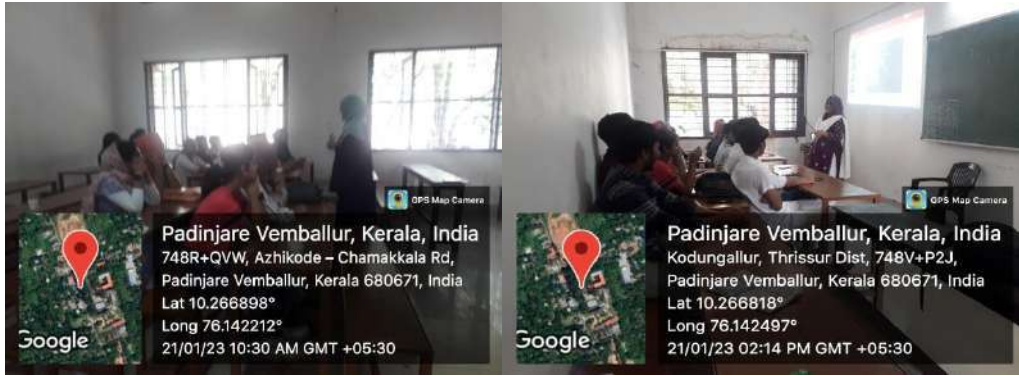 GPS Map Camera
Padinjare Vemballur, Kerala, India
748R+QVW, Azhikode – Chamakkala Rd,
Padinjare Vemballur, Kerala 680671, India
Lat 10.266898°
Long 76.142212°
21/01/23 10:30 AM GMT +05:30
Google
GPS Map Camera
Padinjare Vemballur, Kerala, India
Kodungallur, Thrissur Dist, 748V+P2J,
Padinjare Vemballur, Kerala 680671, India
Lat 10.266818°
Long 76.142497°
21/01/23 02:14 PM GMT +05:30
Google